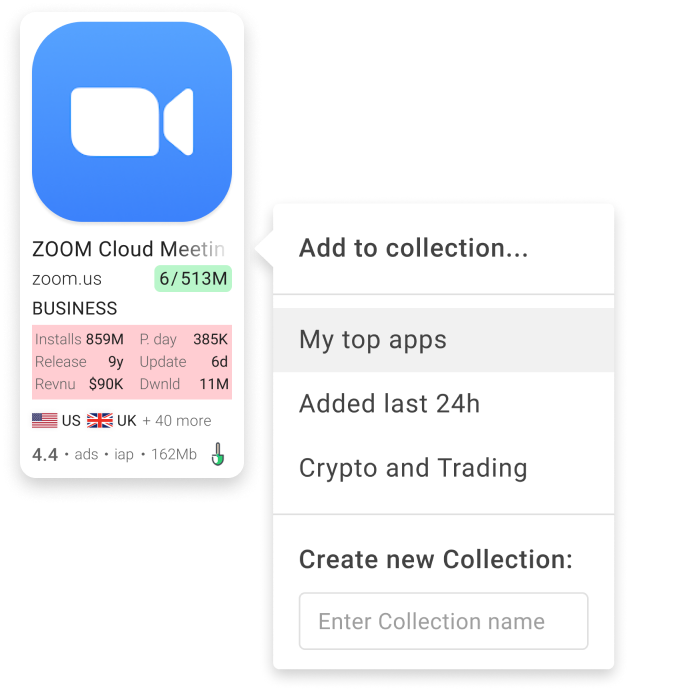 ZOOM Cloud Meetin
zoom.us 6/513M
BUSINESS
Installs 859M P. day 385K
Release 9y Update 6d
Revnu $90K Dwnld 11M
US UK + 40 more
4.4 • ads • iap • 162Mb
Add to collection...
My top apps
Added last 24h
Crypto and Trading
Create new Collection:
Enter Collection name